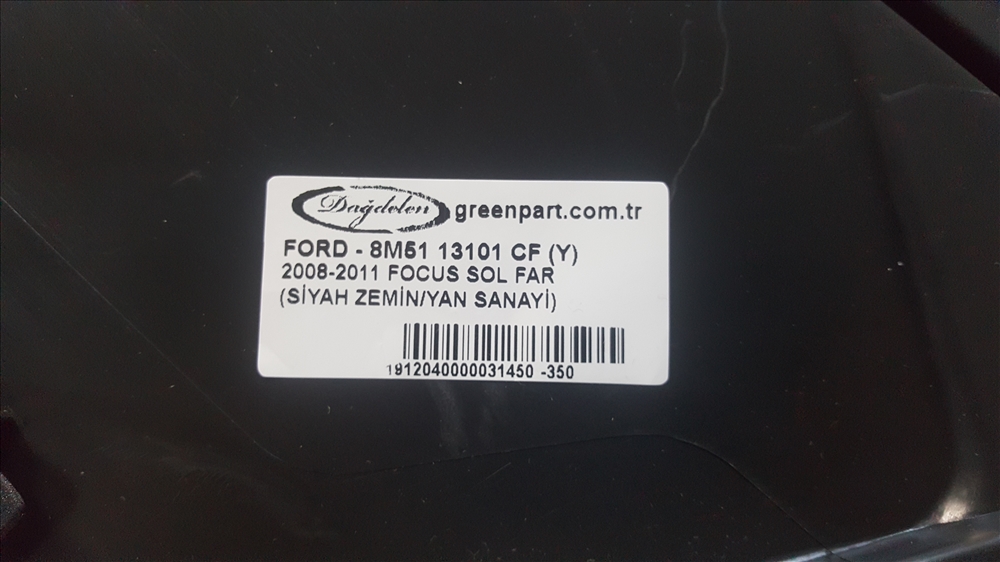 Dağdelen greenpart.com.tr
FORD - 8M51 13101 CF (Y)
2008-2011 FOCUS SOL FAR
(SİYAH ZEMİN/YAN SANAYİ)
1912040000031450 -350